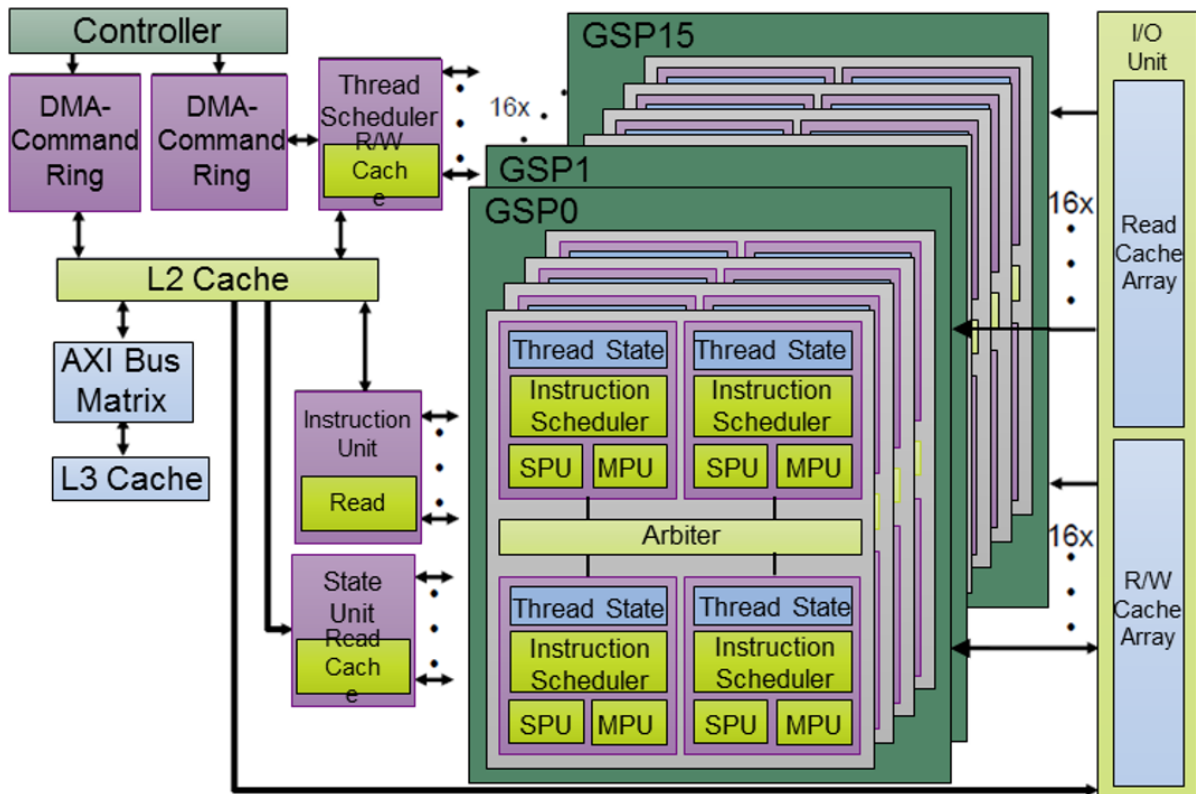 Controller
DMA-
Command
Ring
DMA-
Command
Ring
Thread
Scheduler
R/W
Cach
e
16x
GSP15
GSP1
GSP0
I/O
Unit
Read
Cache
Array
16x
R/W
Cache
Array
16x
L2 Cache
AXI Bus
Matrix
L3 Cache
Instruction
Unit
Read
State
Unit
Read
Cach
e
Thread State
Instruction
Scheduler
SPU
MPU
Thread State
Instruction
Scheduler
SPU
MPU
Arbiter
Thread State
Instruction
Scheduler
SPU
MPU
Thread State
Instruction
Scheduler
SPU
MPU